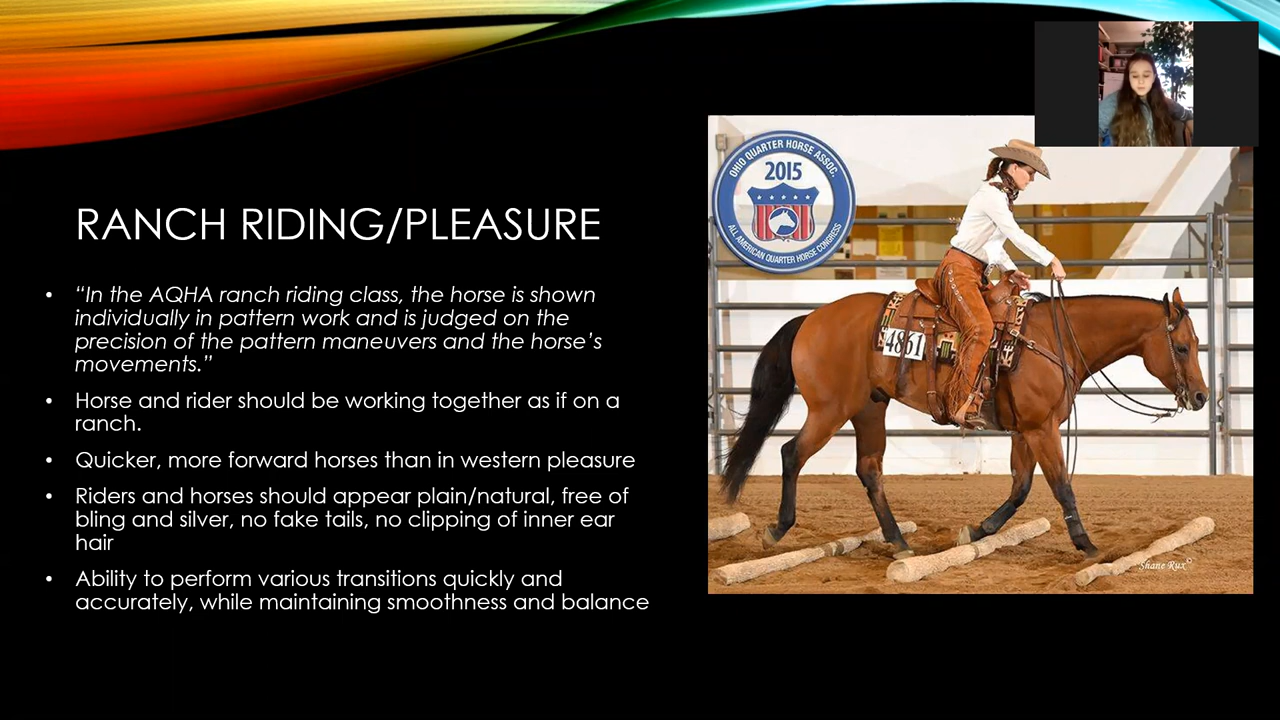 RANCH RIDING/PLEASURE
• “In the AQHA ranch riding class, the horse is shown
individually in pattern work and is judged on the
precision of the pattern maneuvers and the horse’s
movements.”
• Horse and rider should be working together as if on a
ranch.
• Quicker, more forward horses than in western pleasure
• Riders and horses should appear plain/natural, free of
bling and silver, no fake tails, no clipping of inner ear
hair
• Ability to perform various transitions quickly and
accurately, while maintaining smoothness and balance
OHIO QUARTER HORSE ASSOC.
2015
ALL AMERICAN QUARTER HORSE CONGRESS
4861
Shane Rux